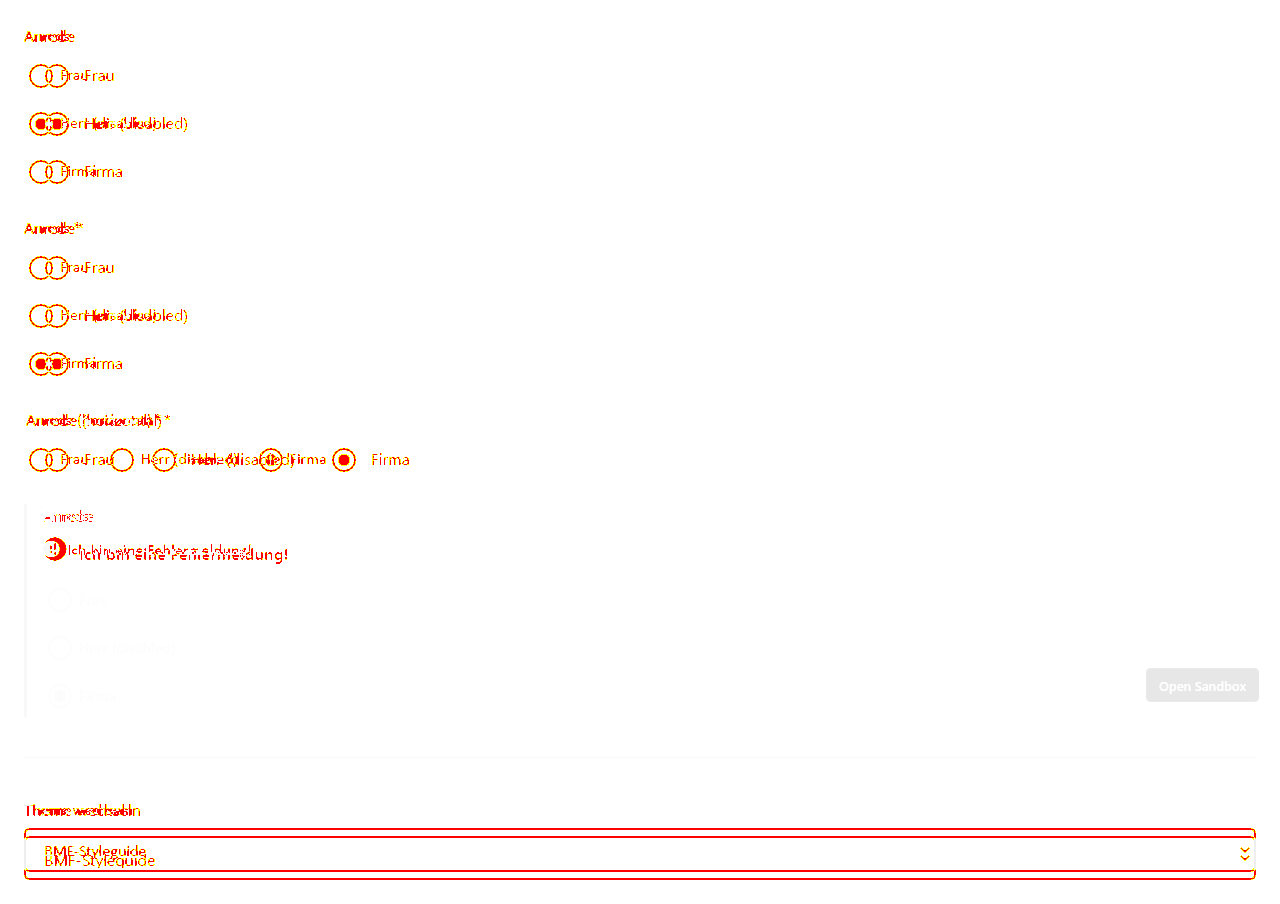 Anrede
Frau
Herr (disabled)
Firma
Anrede*
Frau
Herr (disabled)
Firma
Anrede (horizontal)*
Frau Herr (disabled) Firma
Anrede
Ich bin eine Fehlermeldung!
Open Sandbox
Theme wechseln
BMF-Styleguide